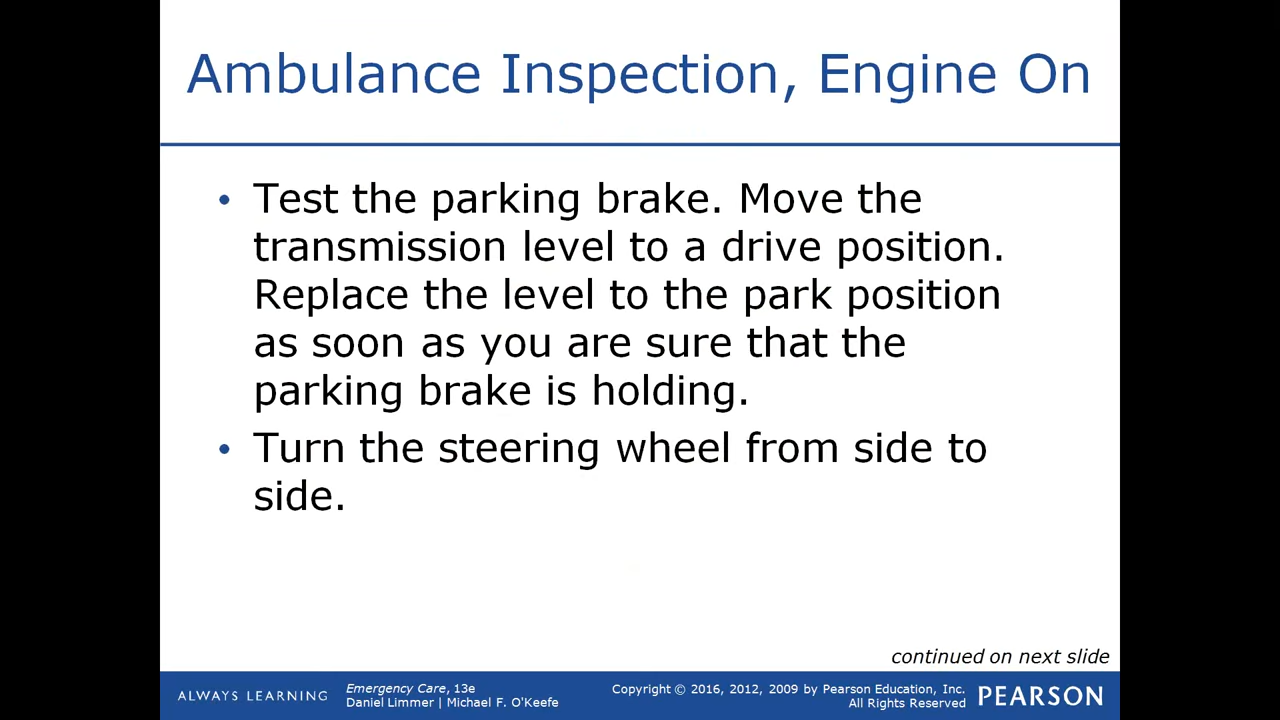 Ambulance Inspection, Engine On
• Test the parking brake. Move the
transmission level to a drive position.
Replace the level to the park position
as soon as you are sure that the
parking brake is holding.
• Turn the steering wheel from side to
side.
continued on next slide
ALWAYS LEARNING
Emergency Care, 13e
Daniel Limmer | Michael F. O'Keefe
Copyright © 2016, 2012, 2009 by Pearson Education, Inc.
All Rights Reserved
PEARSON